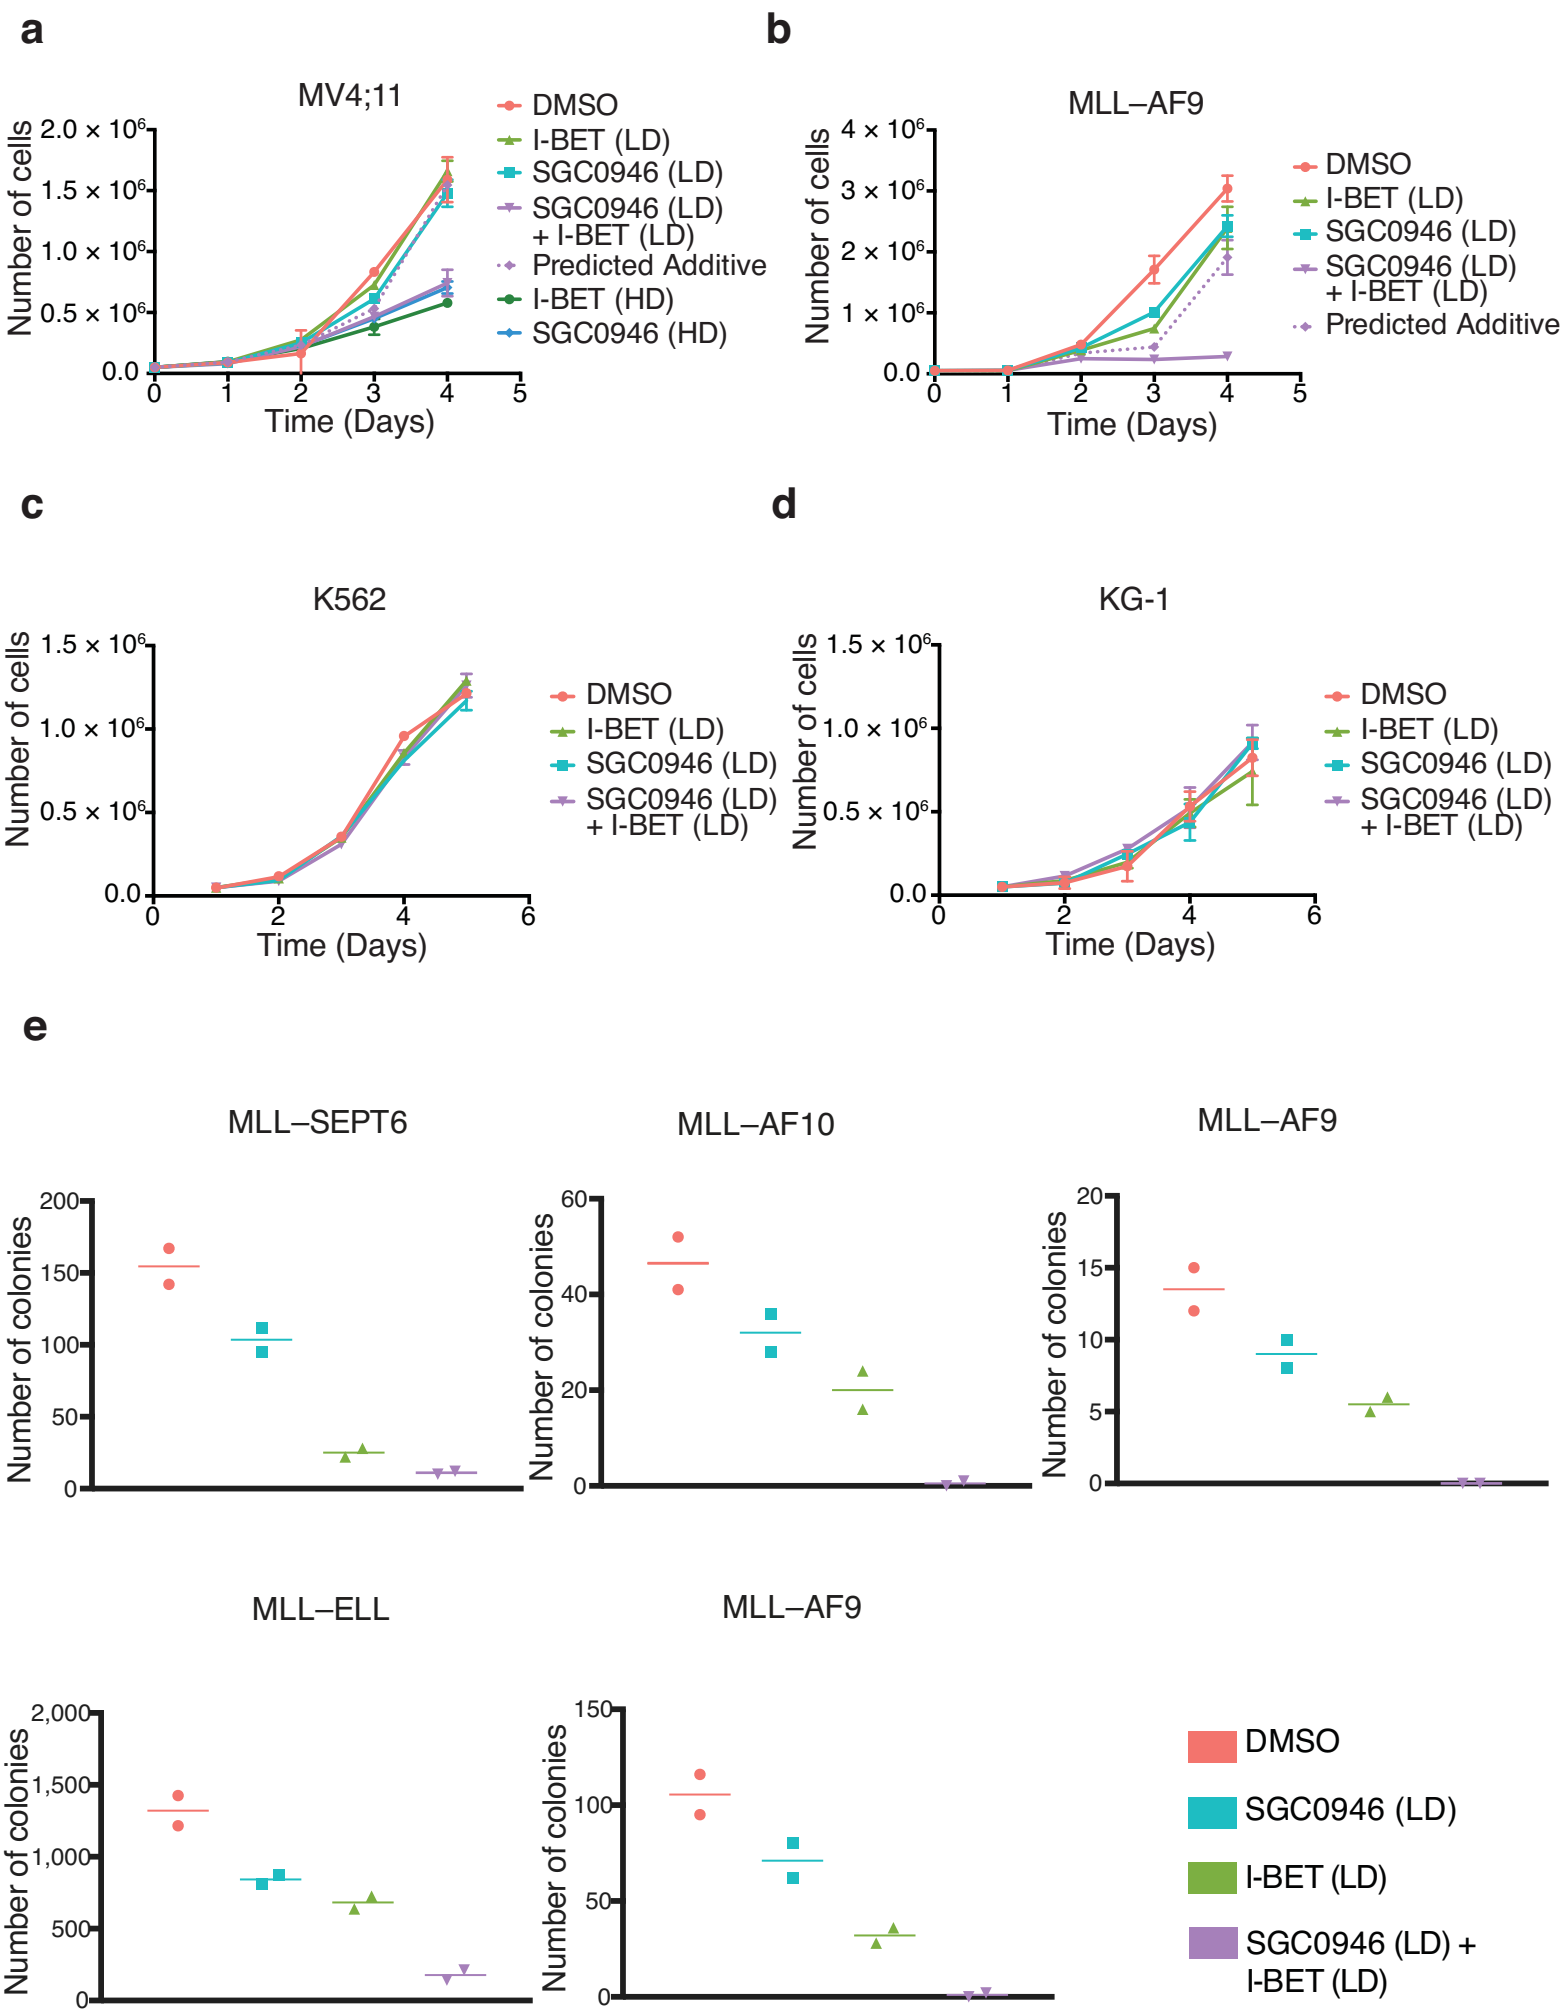 a
MV4;11
Number of cells
2.0 × 10⁶
1.5 × 10⁶
1.0 × 10⁶
0.5 × 10⁶
0.0
0 1 2 3 4 5
Time (Days)
DMSO
I-BET (LD)
SGC0946 (LD)
SGC0946 (LD)
+ I-BET (LD)
Predicted Additive
I-BET (HD)
SGC0946 (HD)
b
MLL–AF9
Number of cells
4 × 10⁶
3 × 10⁶
2 × 10⁶
1 × 10⁶
0.0
0 1 2 3 4 5
Time (Days)
DMSO
I-BET (LD)
SGC0946 (LD)
SGC0946 (LD)
+ I-BET (LD)
Predicted Additive
c
K562
Number of cells
1.5 × 10⁶
1.0 × 10⁶
0.5 × 10⁶
0.0
0 2 4 6
Time (Days)
DMSO
I-BET (LD)
SGC0946 (LD)
SGC0946 (LD)
+ I-BET (LD)
d
KG-1
Number of cells
1.5 × 10⁶
1.0 × 10⁶
0.5 × 10⁶
0.0
0 2 4 6
Time (Days)
DMSO
I-BET (LD)
SGC0946 (LD)
SGC0946 (LD)
+ I-BET (LD)
e
MLL–SEPT6
Number of colonies
200
150
100
50
0
MLL–AF10
Number of colonies
60
40
20
0
MLL–AF9
Number of colonies
20
15
10
5
0
MLL–ELL
Number of colonies
2,000
1,500
1,000
500
0
MLL–AF9
Number of colonies
150
100
50
0
DMSO
SGC0946 (LD)
I-BET (LD)
SGC0946 (LD) +
I-BET (LD)